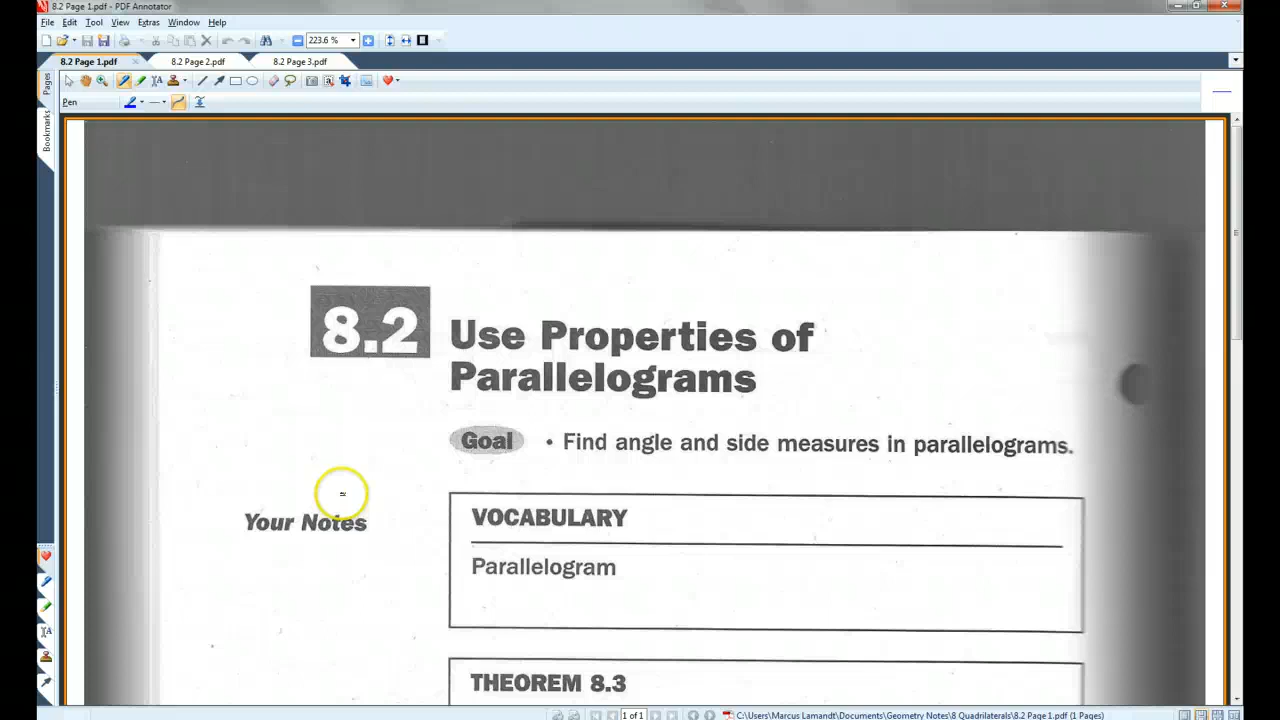 8.2 Page 1.pdf - PDF Annotator
File Edit Tool View Extras Window Help
223.6 %
8.2 Page 1.pdf 8.2 Page 2.pdf 8.2 Page 3.pdf
Pages
Bookmarks
Pen
8.2 Use Properties of
Parallelograms
Goal • Find angle and side measures in parallelograms.
Your Notes
VOCABULARY
Parallelogram
THEOREM 8.3
1 of 1
C:\Users\Marcus Lamandt\Documents\Geometry Notes\8 Quadrilaterals\8.2 Page 1.pdf (1 Pages)